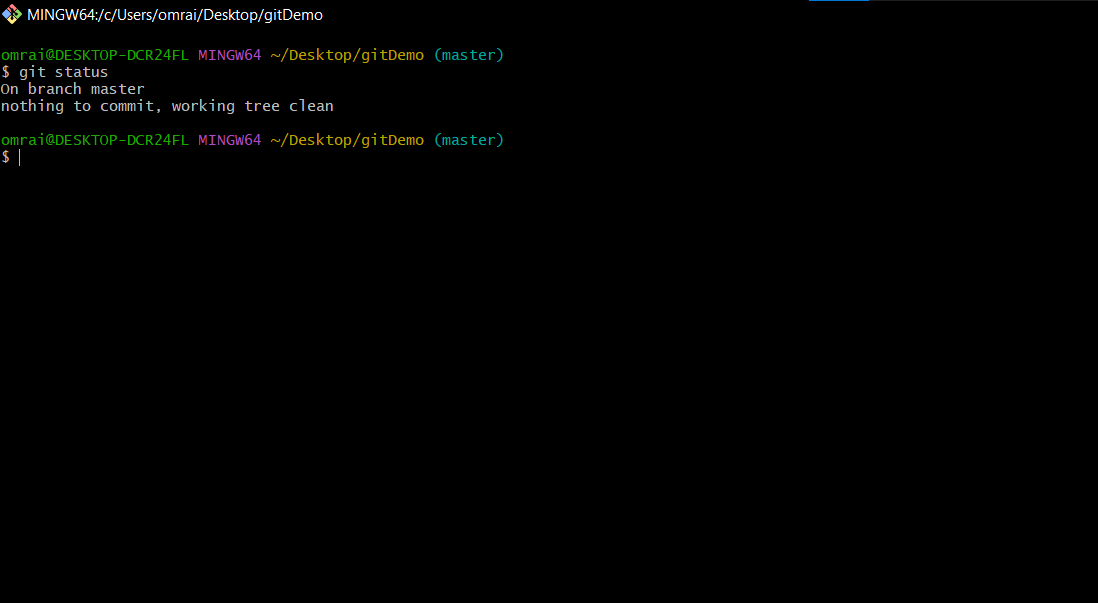 MINGW64:/c/Users/omrai/Desktop/gitDemo
omrai@DESKTOP-DCR24FL MINGW64 ~/Desktop/gitDemo (master)
$ git status
On branch master
nothing to commit, working tree clean
omrai@DESKTOP-DCR24FL MINGW64 ~/Desktop/gitDemo (master)
$